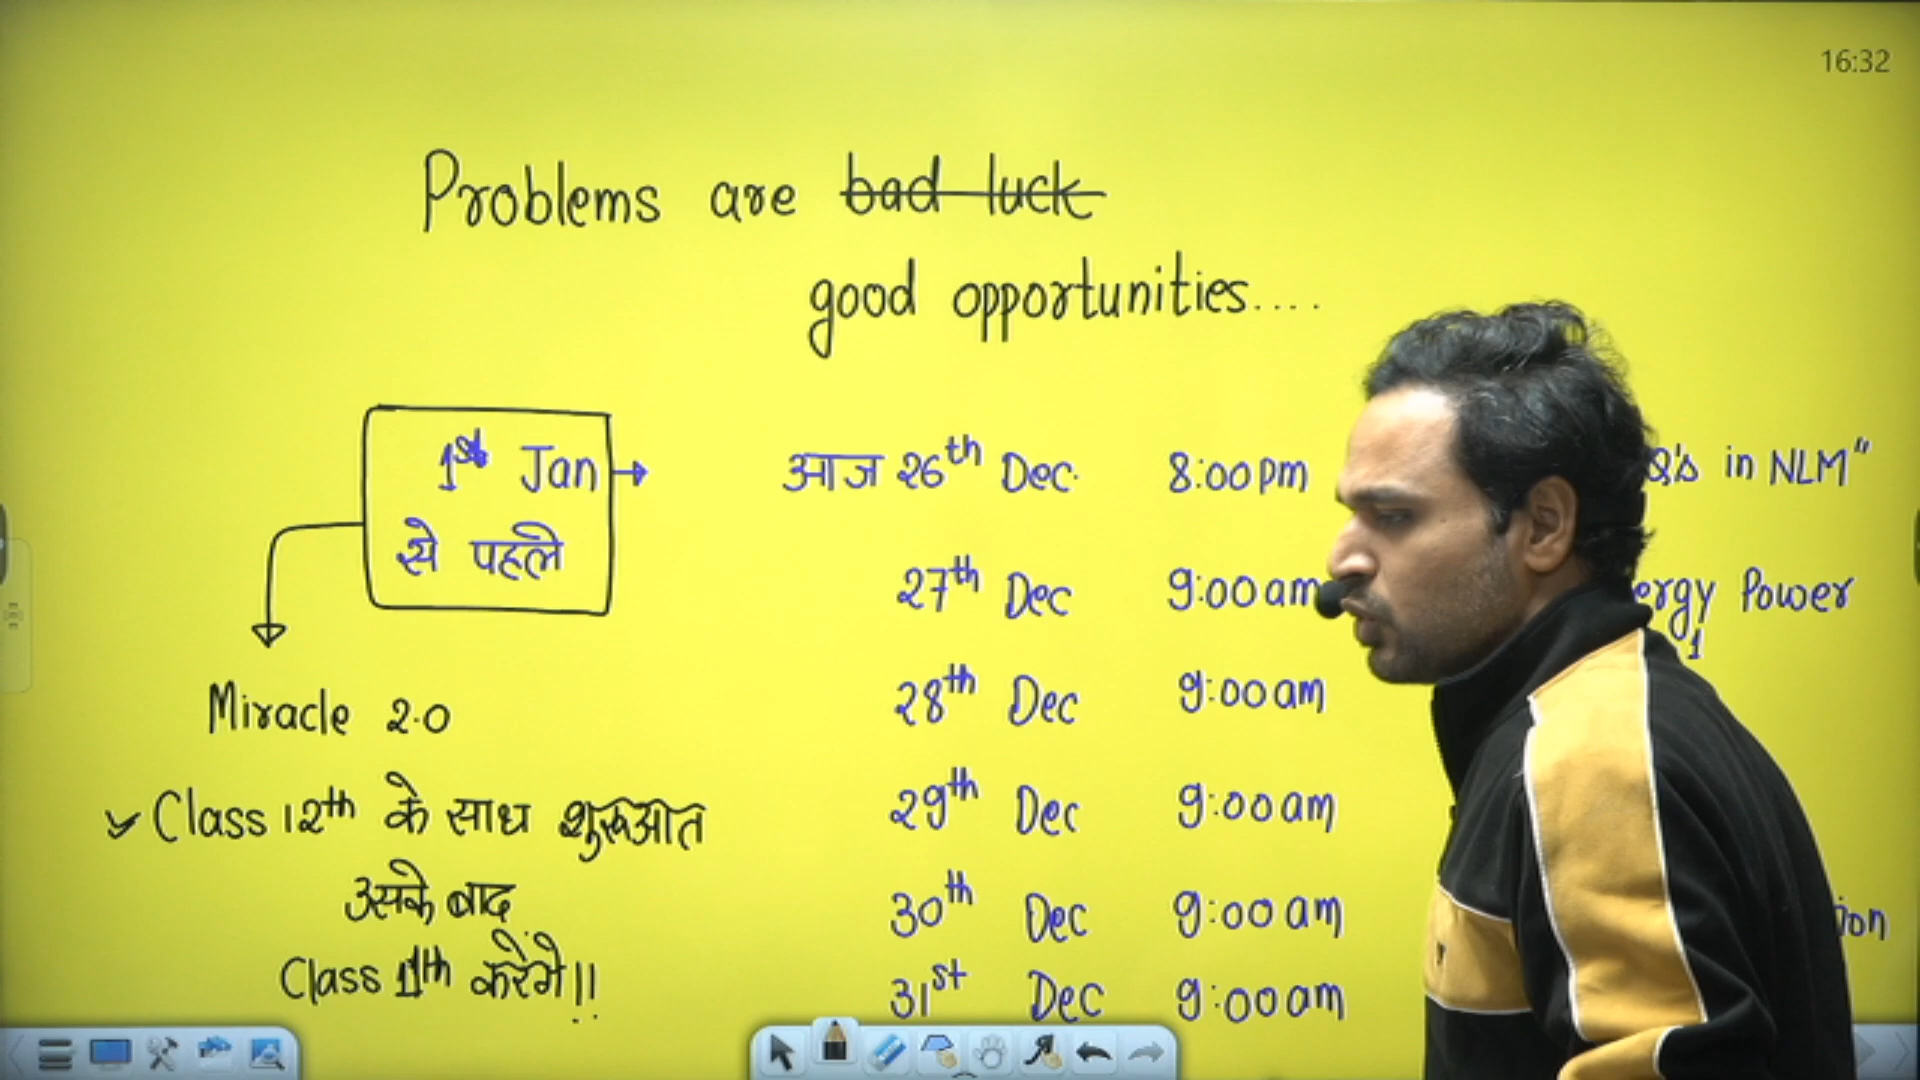 16:32
Problems are bad luck
good opportunities....
1st Jan
से पहले
Miracle 2.0
Class 12th के साथ शुरूआत
उसके बाद
Class 11th करेंगे!!
आज 26th Dec. 8:00pm Q's in NLM"
27th Dec 9:00am Power
1
28th Dec 9:00am
29th Dec 9:00am
30th Dec 9:00am
31st Dec 9:00am